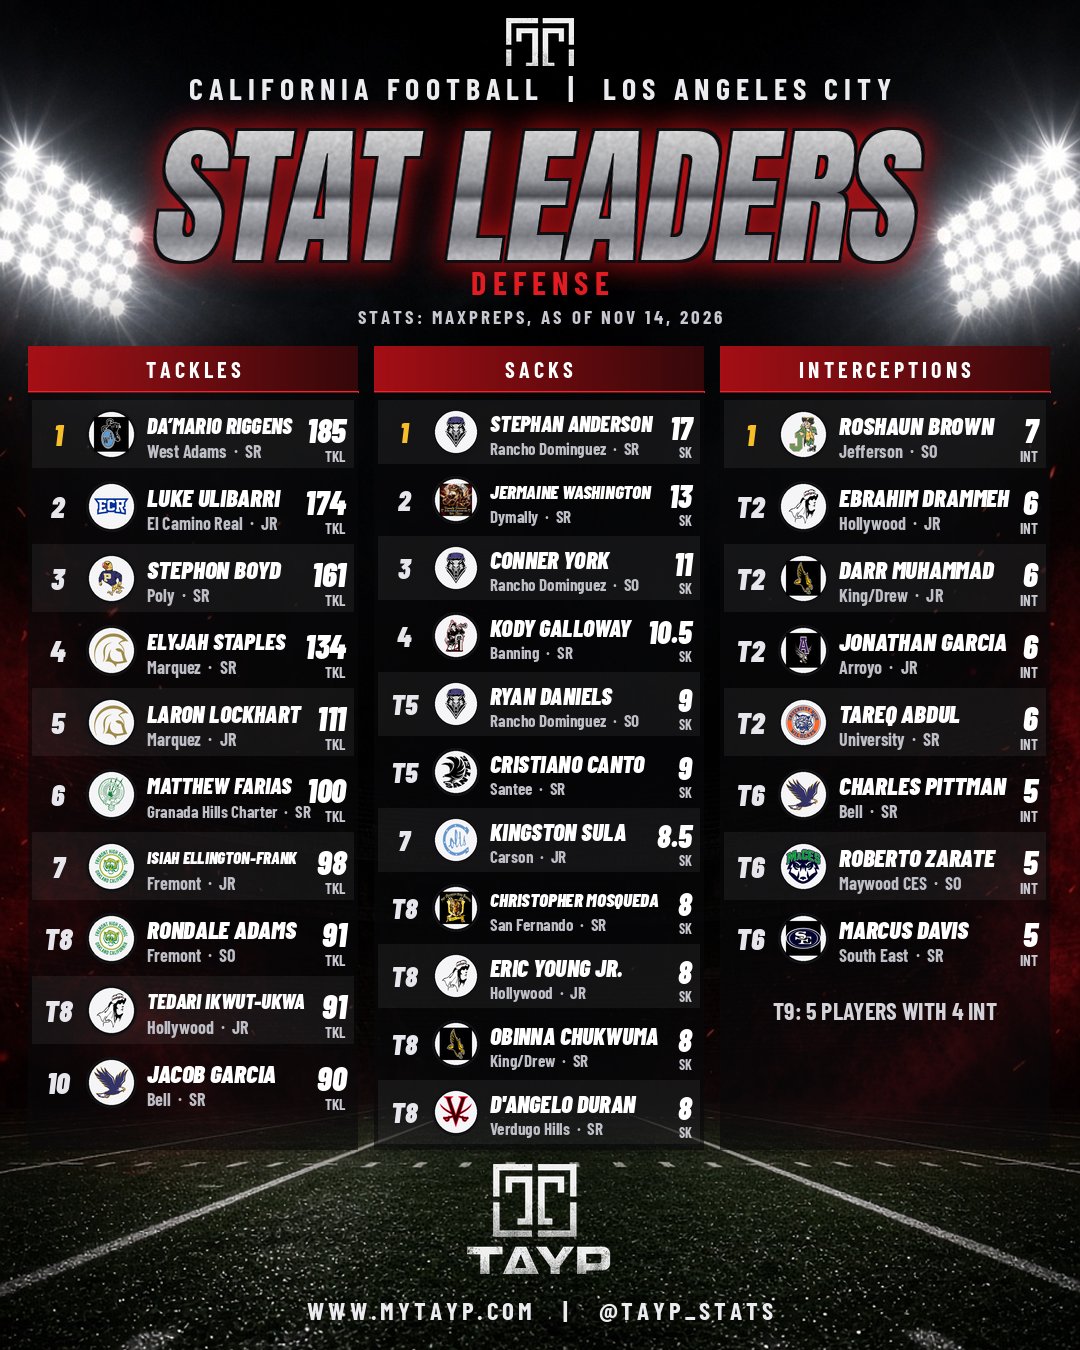 CALIFORNIA FOOTBALL | LOS ANGELES CITY
STAT LEADERS
DEFENSE
STATS: MAXPREPS, AS OF NOV 14, 2026
TACKLES
1 DA'MARIO RIGGENS 185
West Adams · SR TKL
2 LUKE ULIBARRI 174
ECR
El Camino Real · JR TKL
3 STEPHON BOYD 161
Poly · SR TKL
4 ELYJAH STAPLES 134
Marquez · SR TKL
5 LARON LOCKHART 111
Marquez · JR TKL
6 MATTHEW FARIAS 100
Granada Hills Charter · SR TKL
7 ISIAH ELLINGTON-FRANK 98
Fremont · JR TKL
T8 RONDALE ADAMS 91
Fremont · SO TKL
T8 TEDARI IKWUT-UKWA 91
Hollywood · JR TKL
10 JACOB GARCIA 90
Bell · SR TKL
SACKS
1 STEPHAN ANDERSON 17
Rancho Dominguez · SR SK
2 JERMAINE WASHINGTON 13
Dymally · SR SK
3 CONNER YORK 11
Rancho Dominguez · SO SK
4 KODY GALLOWAY 10.5
Banning · SR SK
T5 RYAN DANIELS 9
Rancho Dominguez · SO SK
T5 CRISTIANO CANTO 9
Santee · SR SK
7 KINGSTON SULA 8.5
Colts
Carson · JR SK
T8 CHRISTOPHER MOSQUEDA 8
San Fernando · SR SK
T8 ERIC YOUNG JR. 8
Hollywood · JR SK
T8 OBINNA CHUKWUMA 8
King/Drew · SR SK
T8 D'ANGELO DURAN 8
Verdugo Hills · SR SK
INTERCEPTIONS
1 ROSHAUN BROWN 7
Jefferson · SO INT
T2 EBRAHIM DRAMMEH 6
Hollywood · JR INT
T2 DARR MUHAMMAD 6
King/Drew · JR INT
T2 JONATHAN GARCIA 6
Arroyo · JR INT
T2 TAREQ ABDUL 6
University · SR INT
T6 CHARLES PITTMAN 5
Bell · SR INT
T6 ROBERTO ZARATE 5
Maywood CES · SO INT
T6 MARCUS DAVIS 5
SE
South East · SR INT
T9: 5 PLAYERS WITH 4 INT
TAYP
WWW.MYTAYP.COM | @TAYP_STATS